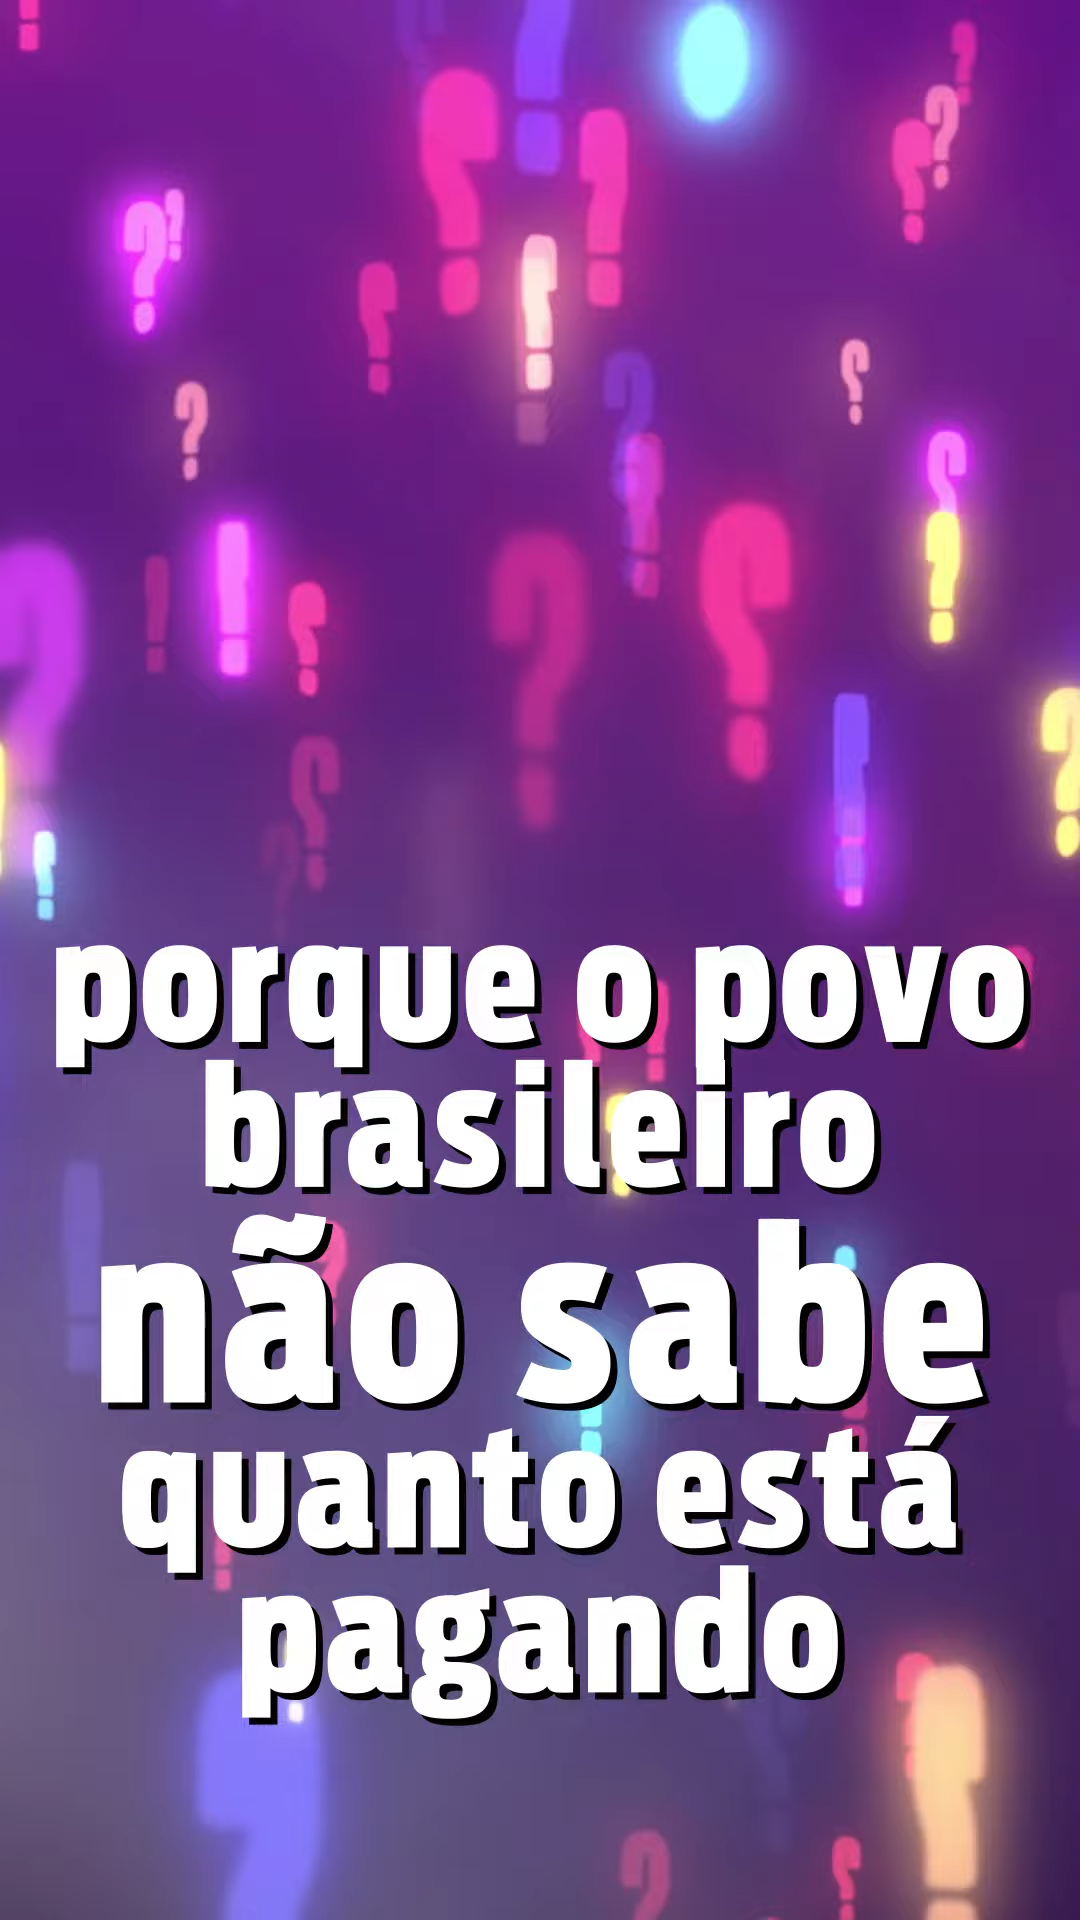 porque o povo
brasileiro
não sabe
quanto está
pagando